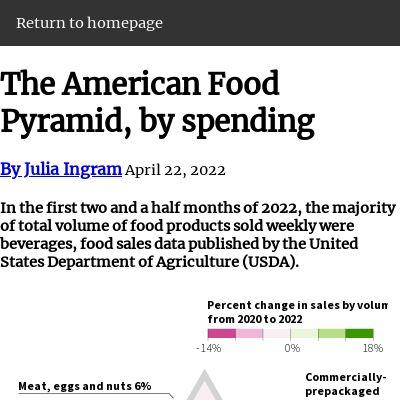 Return to homepage
The American Food
Pyramid, by spending
By Julia Ingram April 22, 2022
In the first two and a half months of 2022, the majority
of total volume of food products sold weekly were
beverages, food sales data published by the United
States Department of Agriculture (USDA).
Percent change in sales by volum
from 2020 to 2022
-14% 0% 18%
Meat, eggs and nuts 6%
Commercially-
prepackaged